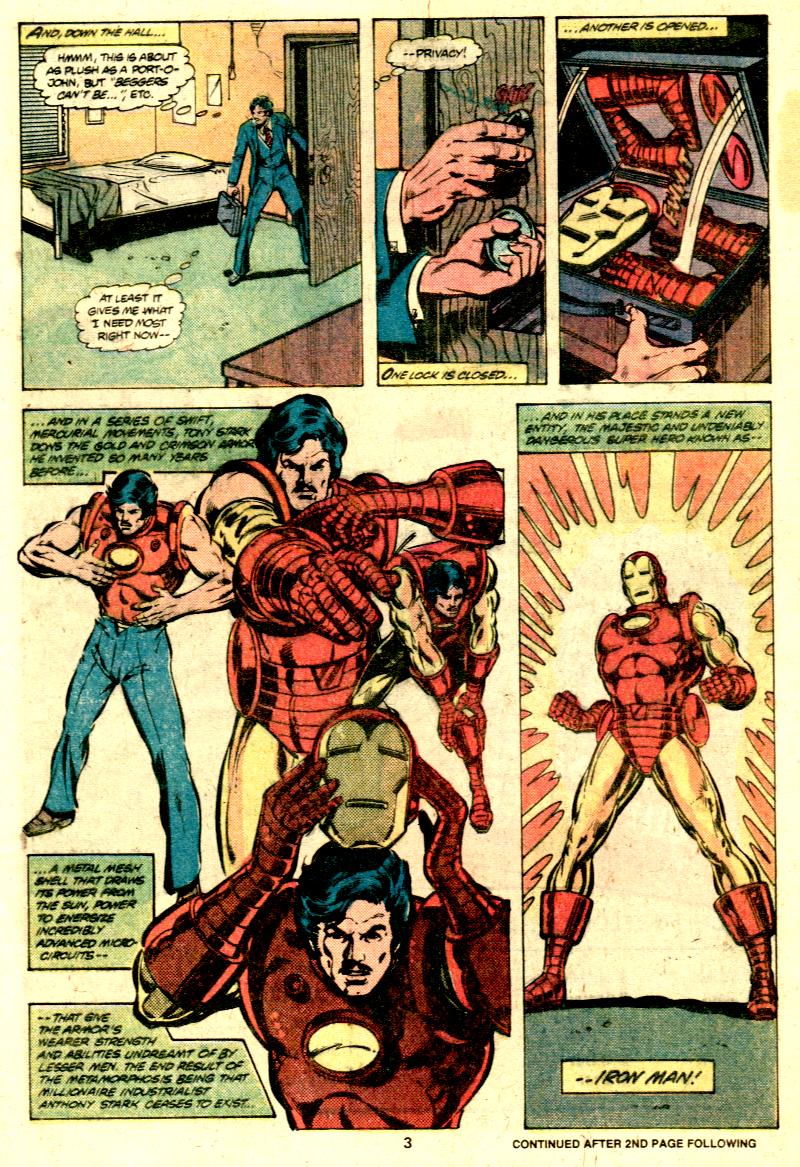 AND, DOWN THE HALL...
HMMM, THIS IS ABOUT
AS PLUSH AS A PORT-O-
JOHN, BUT "BEGGERS
CAN'T BE...", ETC.
AT LEAST IT
GIVES ME WHAT
I NEED MOST
RIGHT NOW--
--PRIVACY!
ONE LOCK IS CLOSED...
...ANOTHER IS OPENED...
...AND IN A SERIES OF SWIFT,
MERCURIAL MOVEMENTS, TONY STARK
DONS THE GOLD AND CRIMSON ARMOR
HE INVENTED SO MANY YEARS
BEFORE...
...A METAL MESH
SHELL THAT DRAWS
ITS POWER FROM
THE SUN, POWER
TO ENERGIZE
INCREDIBLY
ADVANCED MICRO-
CIRCUITS--
--THAT GIVE
THE ARMOR'S
WEARER STRENGTH
AND ABILITIES UNDREAMT OF BY
LESSER MEN. THE END RESULT OF
THE METAMORPHOSIS BEING THAT
MILLIONAIRE INDUSTRIALIST
ANTHONY STARK CEASES TO EXIST...
...AND IN HIS PLACE STANDS A NEW
ENTITY, THE MAJESTIC AND UNDENIABLY
DANGEROUS SUPER HERO KNOWN AS--
--IRON MAN!
3
CONTINUED AFTER 2ND PAGE FOLLOWING